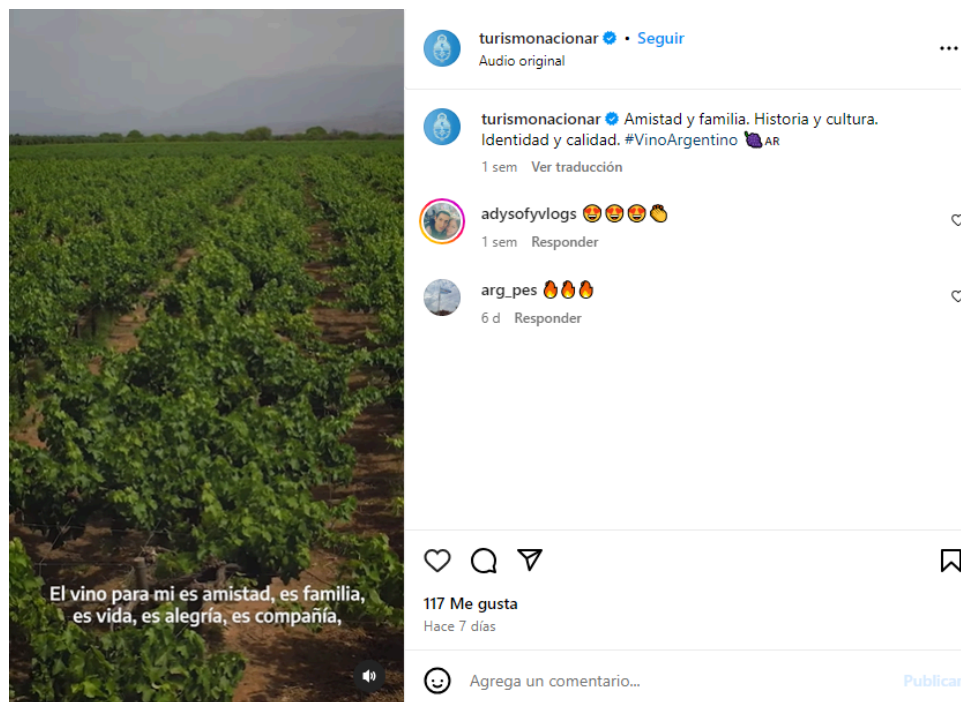 turismonacionar • Seguir
Audio original
turismonacionar Amistad y familia. Historia y cultura.
Identidad y calidad. #VinoArgentino 🍇 AR
1 sem Ver traducción
adysofyvlogs 😍😍😍👏
1 sem Responder
arg_pes 🔥🔥🔥
6 d Responder
El vino para mi es amistad, es familia,
es vida, es alegría, es compañía,
117 Me gusta
Hace 7 días
Agrega un comentario... Publicar